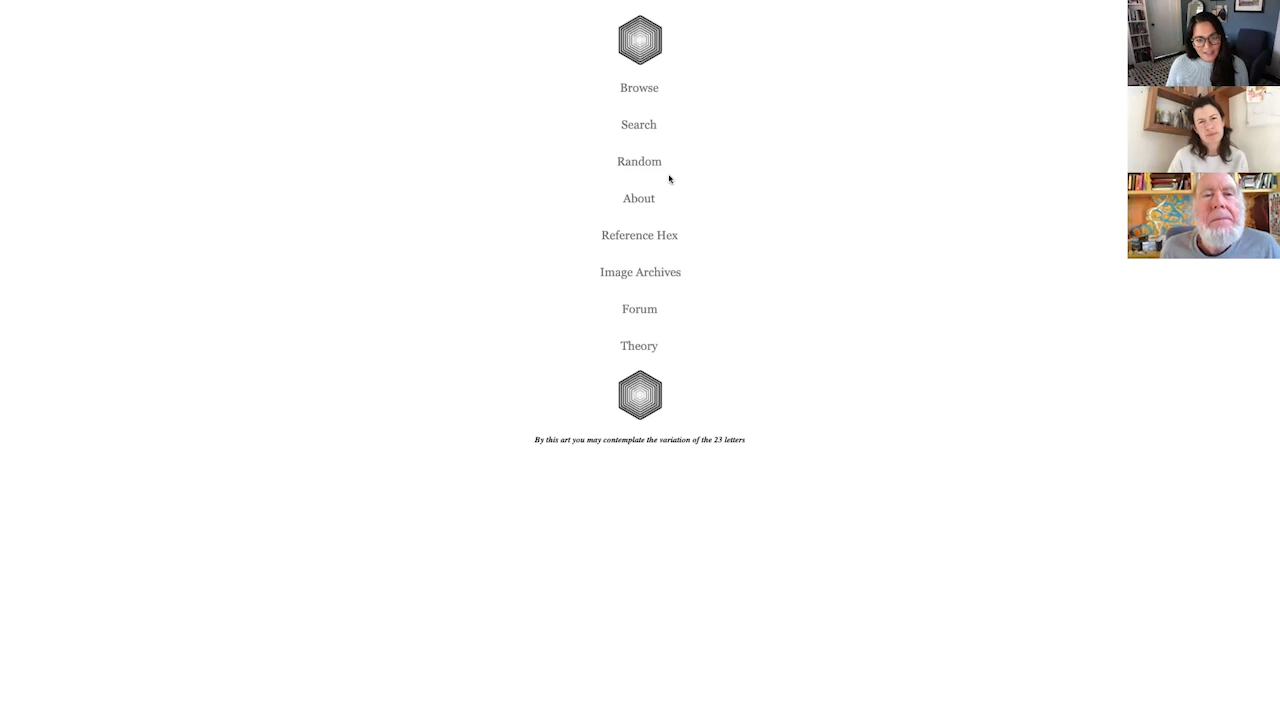 Browse
Search
Random
About
Reference Hex
Image Archives
Forum
Theory
By this art you may contemplate the variation of the 23 letters